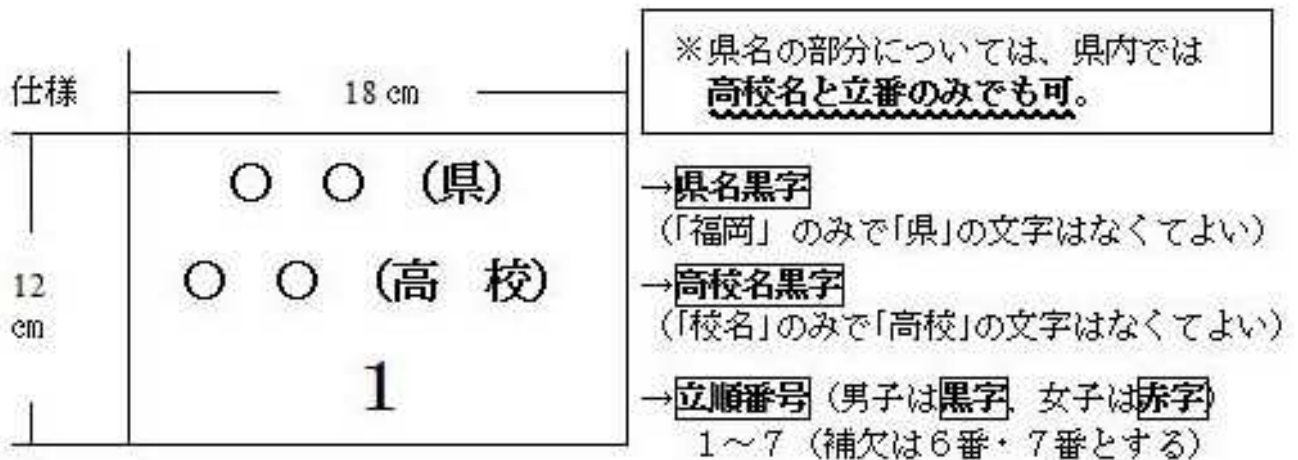 ※県名の部分については、県内では
高校名と立番のみでも可。
仕様
18 cm
12
cm
○ ○ (県)
→県名黒字
(「福岡」のみで「県」の文字はなくてよい)
○ ○ (高 校)
→高校名黒字
(「校名」のみで「高校」の文字はなくてよい)
1
→立順番号 (男子は黒字、女子は赤字)
1~7 (補欠は6番・7番とする)